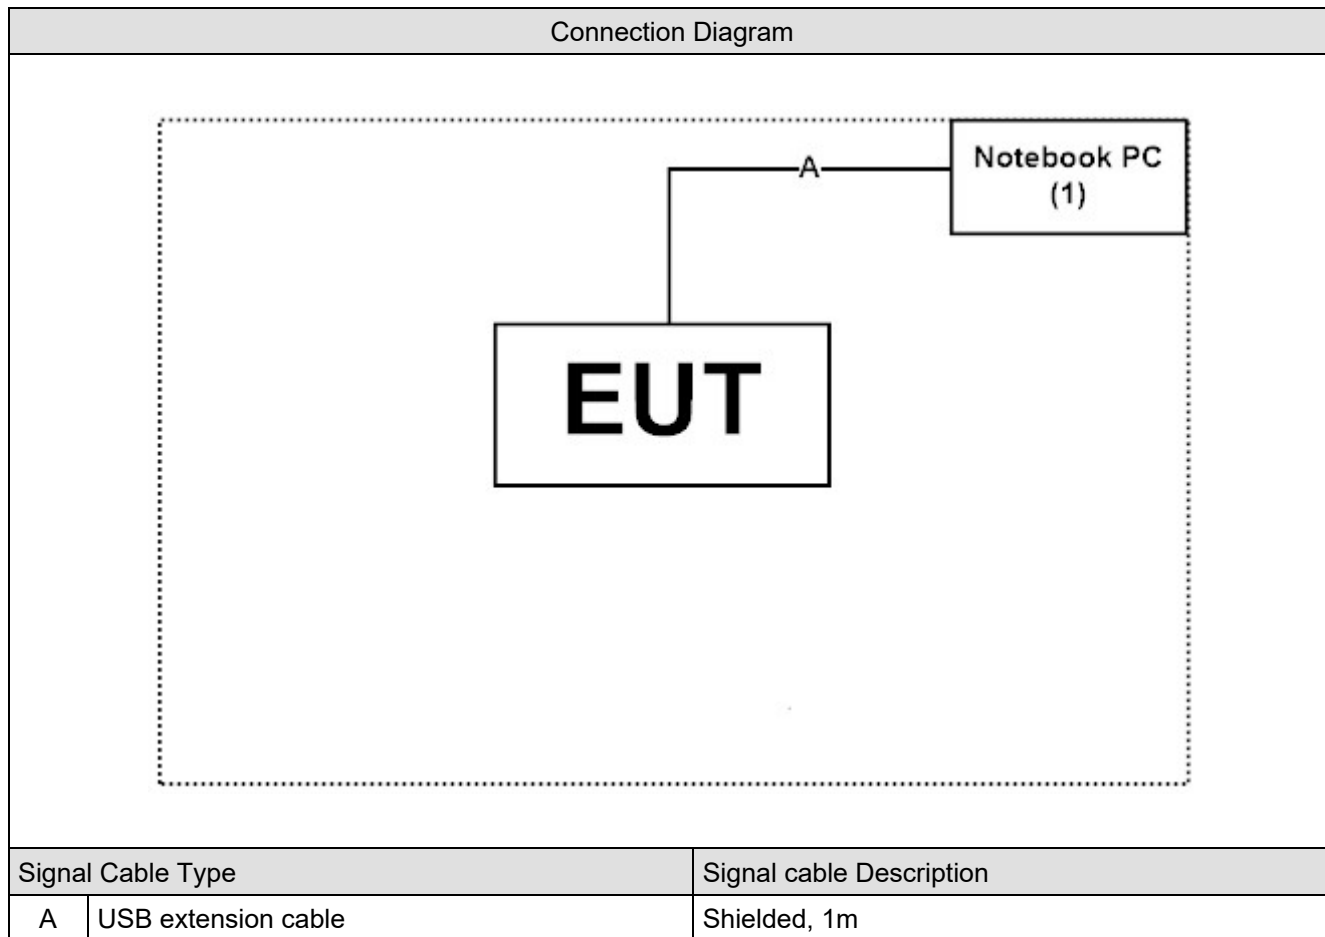 Connection Diagram
A
Notebook PC
(1)
EUT
Signal Cable Type Signal cable Description
A USB extension cable Shielded, 1m